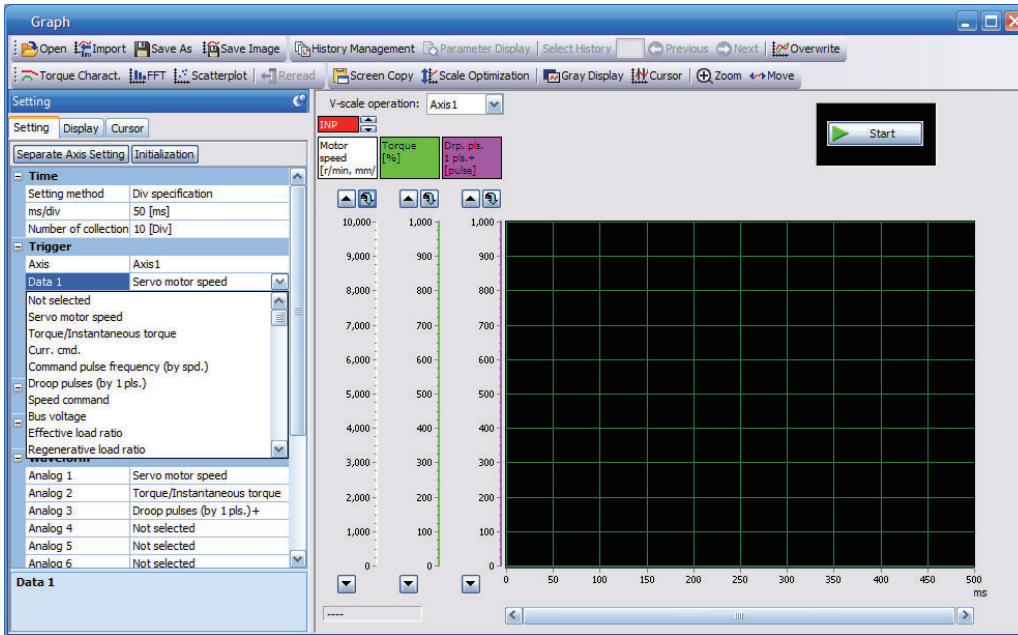 Graph
Open Import Save As Save Image History Management Parameter Display Select History Previous Next Overwrite
Torque Charact. FFT Scatterplot Reread Screen Copy Scale Optimization Gray Display Cursor Zoom Move
Setting
Setting Display Cursor
Separate Axis Setting Initialization
Time
Setting method Div specification
ms/div 50 [ms]
Number of collection 10 [Div]
Trigger
Axis Axis1
Data 1 Servo motor speed
Not selected
Servo motor speed
Torque/Instantaneous torque
Curr. cmd.
Command pulse frequency (by spd.)
Droop pulses (by 1 pls.)
Speed command
Bus voltage
Effective load ratio
Regenerative load ratio
Waveform
Analog 1 Servo motor speed
Analog 2 Torque/Instantaneous torque
Analog 3 Droop pulses (by 1 pls.)+
Analog 4 Not selected
Analog 5 Not selected
Analog 6 Not selected
Data 1
V-scale operation: Axis1
INP
Motor speed [r/min, mm/
Torque [%]
Drp. pls. 1 pls.+ [pulse]
Start
10,000 1,000 1,000
9,000 900 900
8,000 800 800
7,000 700 700
6,000 600 600
5,000 500 500
4,000 400 400
3,000 300 300
2,000 200 200
1,000 100 100
0 0 0
0 50 100 150 200 250 300 350 400 450 500
ms
----